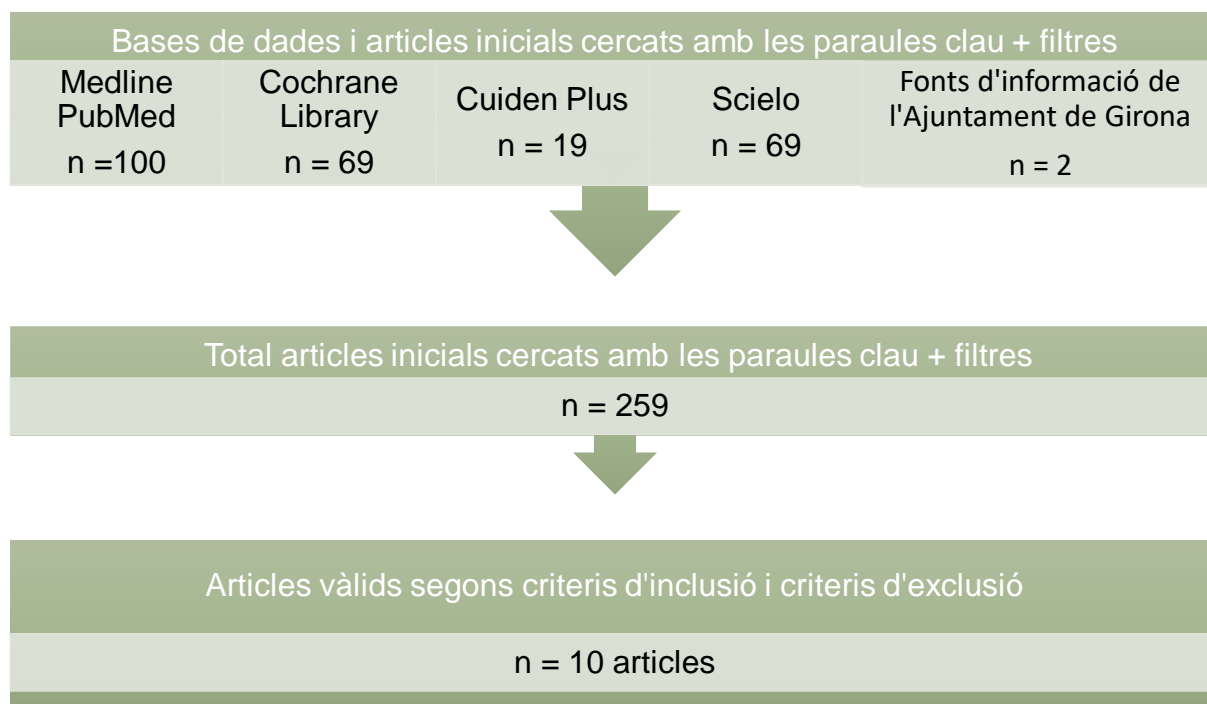 Bases de dades i articles inicials cercats amb les paraules clau + filtres
Medline
PubMed
n =100
Cochrane
Library
n = 69
Cuiden Plus
n = 19
Scielo
n = 69
Fonts d'informació de
l'Ajuntament de Girona
n = 2
Total articles inicials cercats amb les paraules clau + filtres
n = 259
Articles vàlids segons criteris d'inclusió i criteris d'exclusió
n = 10 articles